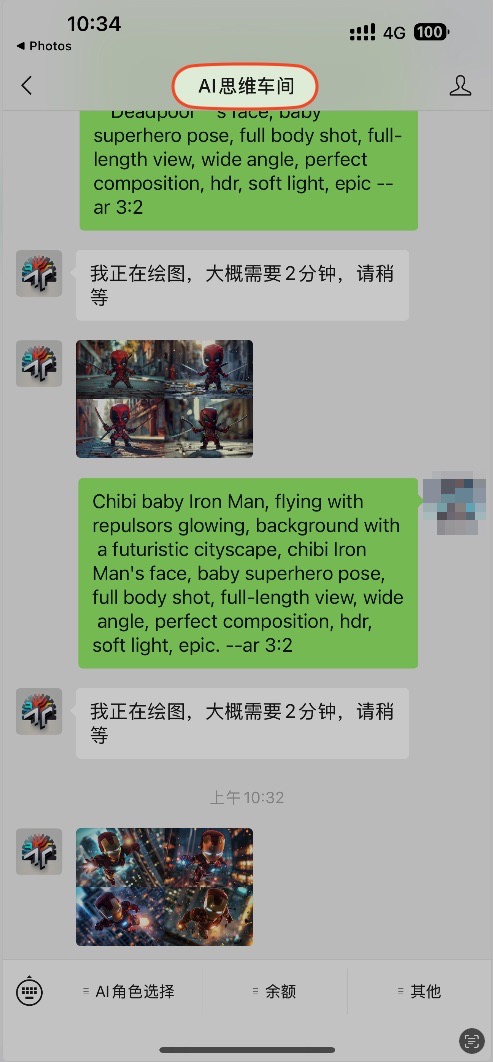 10:34
4G 100
◀ Photos
AI思维车间
Deadpool 's face, baby
superhero pose, full body shot, full-
length view, wide angle, perfect
composition, hdr, soft light, epic --
ar 3:2
我正在绘图，大概需要2分钟，请稍
等
Chibi baby Iron Man, flying with
repulsors glowing, background with
a futuristic cityscape, chibi Iron
Man's face, baby superhero pose,
full body shot, full-length view, wide
angle, perfect composition, hdr,
soft light, epic. --ar 3:2
我正在绘图，大概需要2分钟，请稍
等
上午10:32
AI角色选择
余额
其他